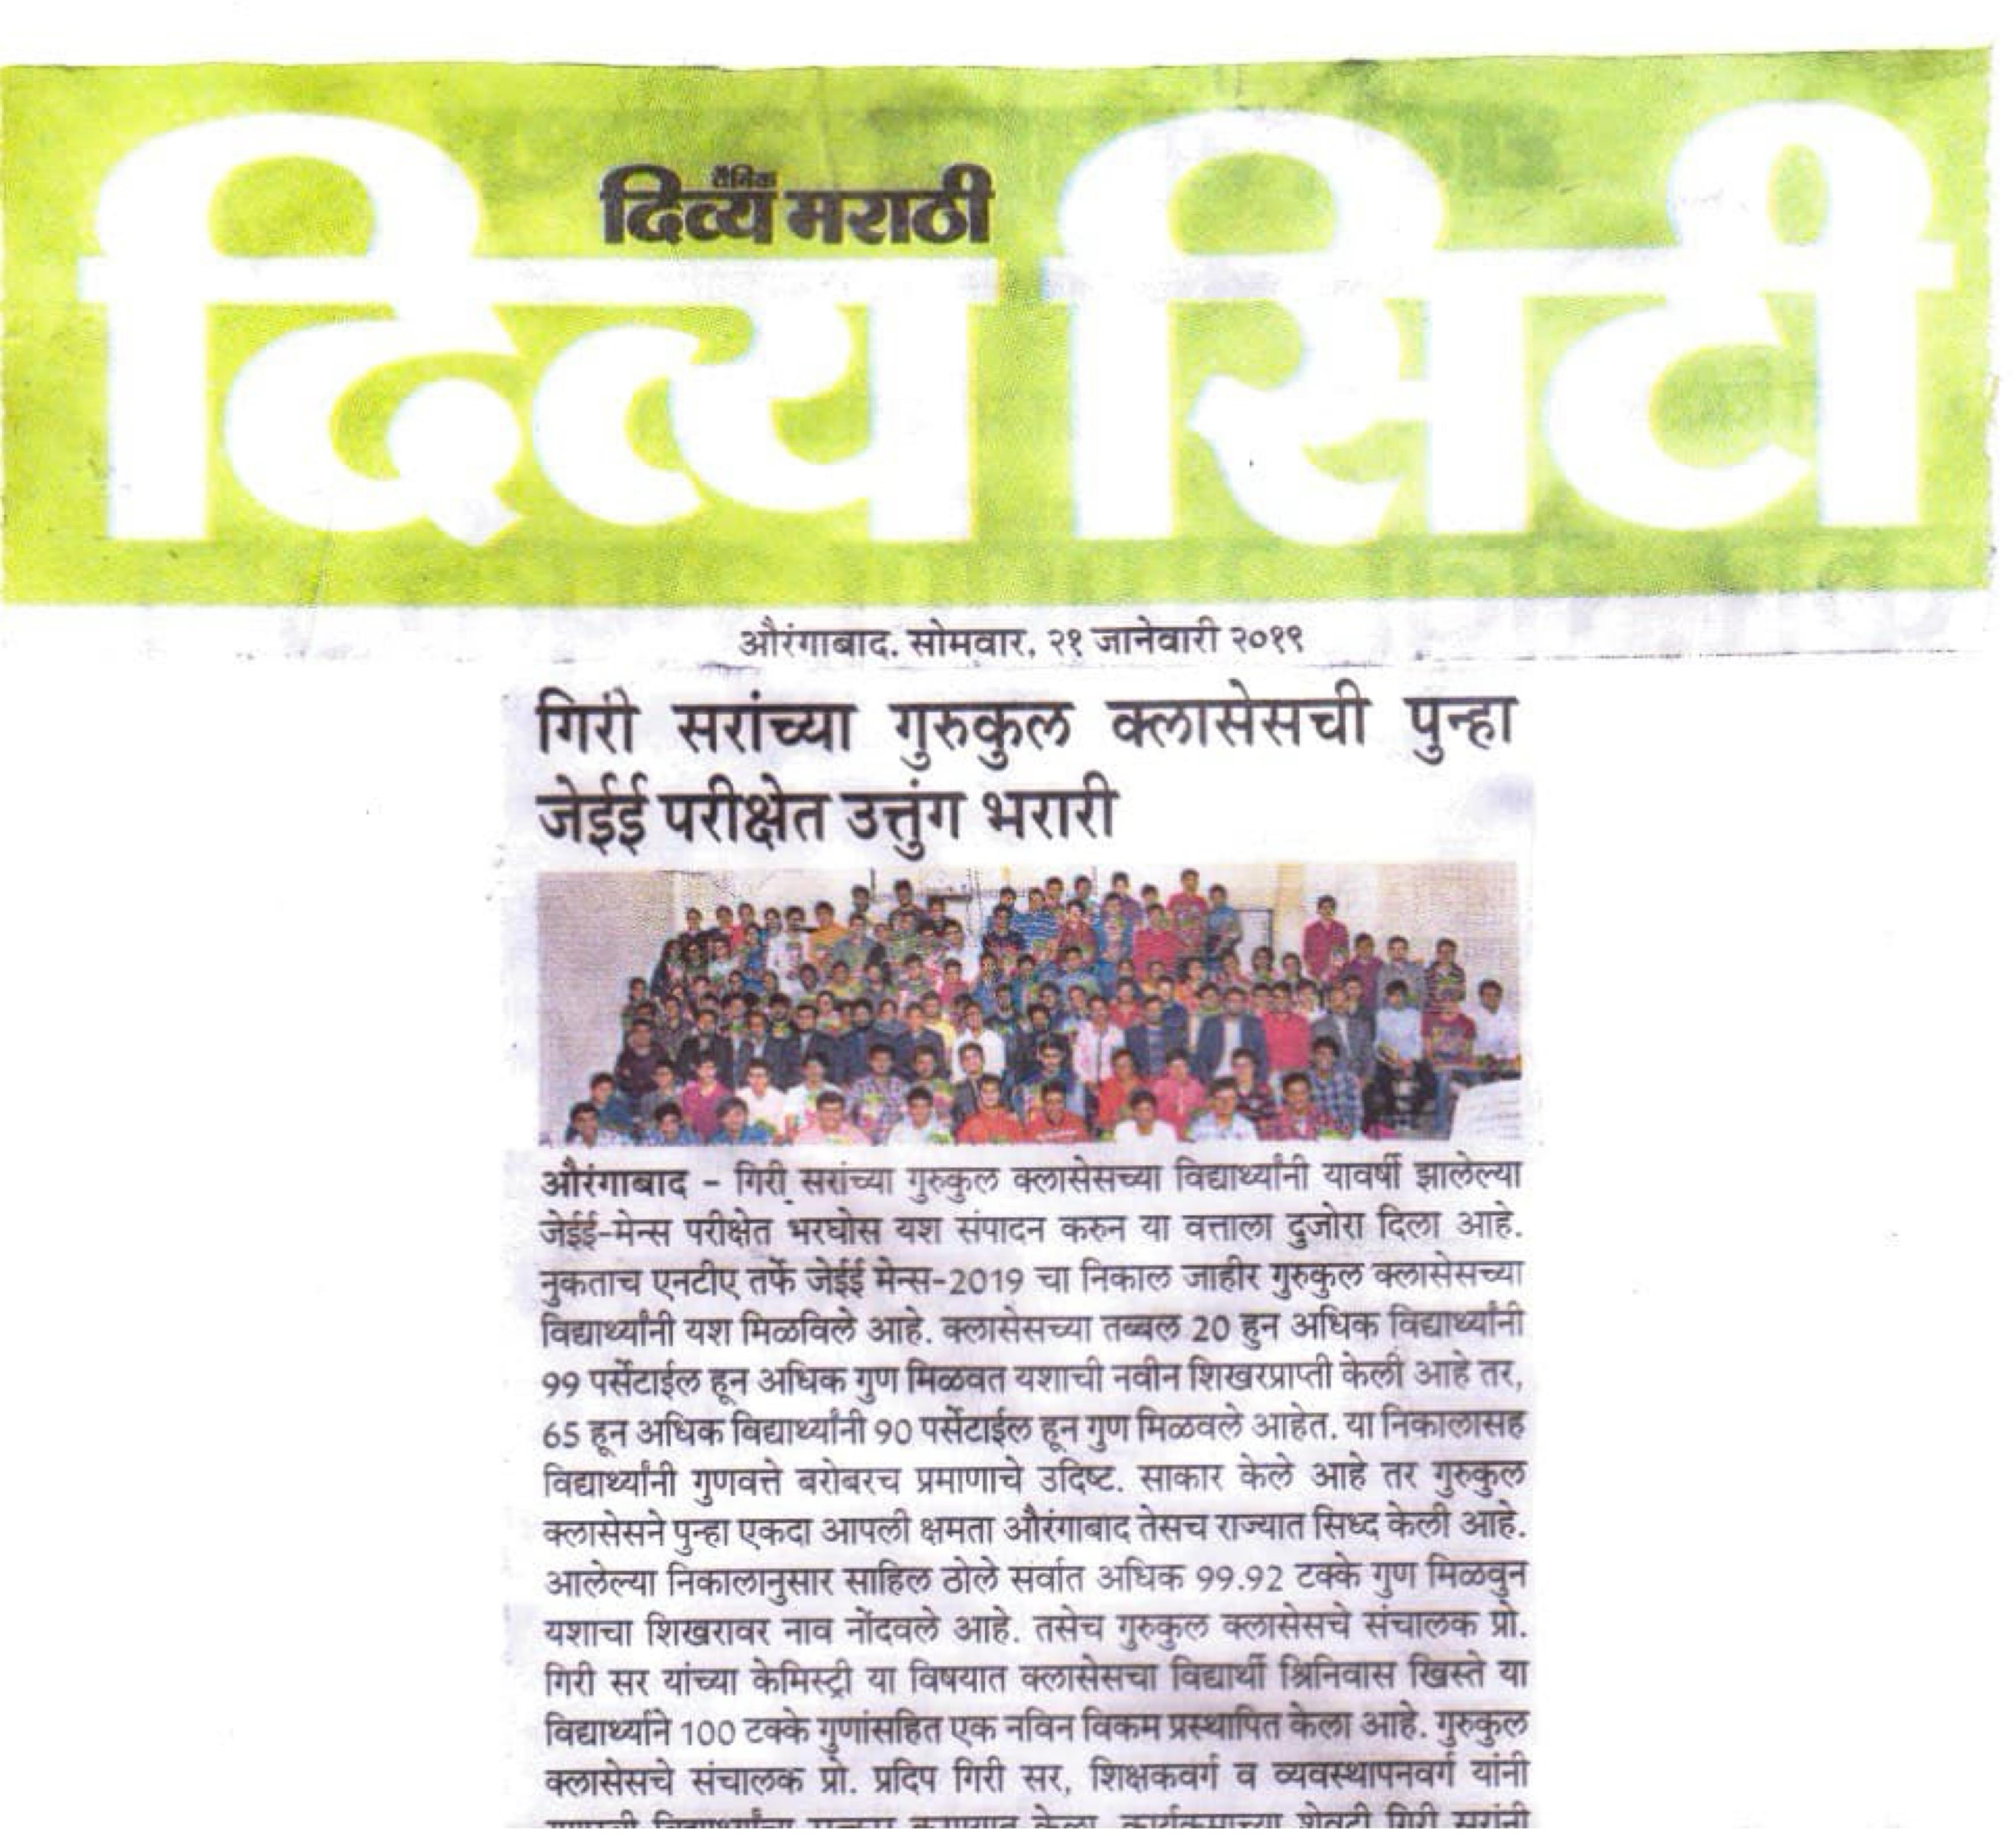 दैनिक
दिव्य मराठी
दिव्य सिटी
औरंगाबाद. सोमवार, २१ जानेवारी २०१९
गिरी सरांच्या गुरुकुल क्लासेसची पुन्हा
जेईई परीक्षेत उत्तुंग भरारी
औरंगाबाद - गिरी सरांच्या गुरुकुल क्लासेसच्या विद्यार्थ्यांनी यावर्षी झालेल्या
जेईई-मेन्स परीक्षेत भरघोस यश संपादन करुन या वत्ताला दुजोरा दिला आहे.
नुकताच एनटीए तर्फे जेईई मेन्स-2019 चा निकाल जाहीर गुरुकुल क्लासेसच्या
विद्यार्थ्यांनी यश मिळविले आहे. क्लासेसच्या तब्बल 20 हुन अधिक विद्यार्थ्यांनी
99 पर्सेंटाईल हून अधिक गुण मिळवत यशाची नवीन शिखरप्राप्ती केली आहे तर,
65 हून अधिक विद्यार्थ्यांनी 90 पर्सेंटाईल हून गुण मिळवले आहेत. या निकालासह
विद्यार्थ्यांनी गुणवत्ते बरोबरच प्रमाणाचे उदिष्ट. साकार केले आहे तर गुरुकुल
क्लासेसने पुन्हा एकदा आपली क्षमता औरंगाबाद तेसच राज्यात सिध्द केली आहे.
आलेल्या निकालानुसार साहिल ठोले सर्वात अधिक 99.92 टक्के गुण मिळवुन
यशाचा शिखरावर नाव नोंदवले आहे. तसेच गुरुकुल क्लासेसचे संचालक प्रो.
गिरी सर यांच्या केमिस्ट्री या विषयात क्लासेसचा विद्यार्थी श्रिनिवास खिस्ते या
विद्यार्थ्याने 100 टक्के गुणांसहित एक नविन विकम प्रस्थापित केला आहे. गुरुकुल
क्लासेसचे संचालक प्रो. प्रदिप गिरी सर, शिक्षकवर्ग व व्यवस्थापनवर्ग यांनी
केला. कार्यक्रमाच्या शेवटी गिरी सरांनी